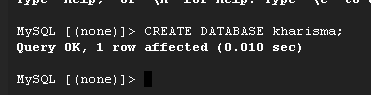 MySQL [(none)]> CREATE DATABASE kharisma;
Query OK, 1 row affected (0.010 sec)
MySQL [(none)]>